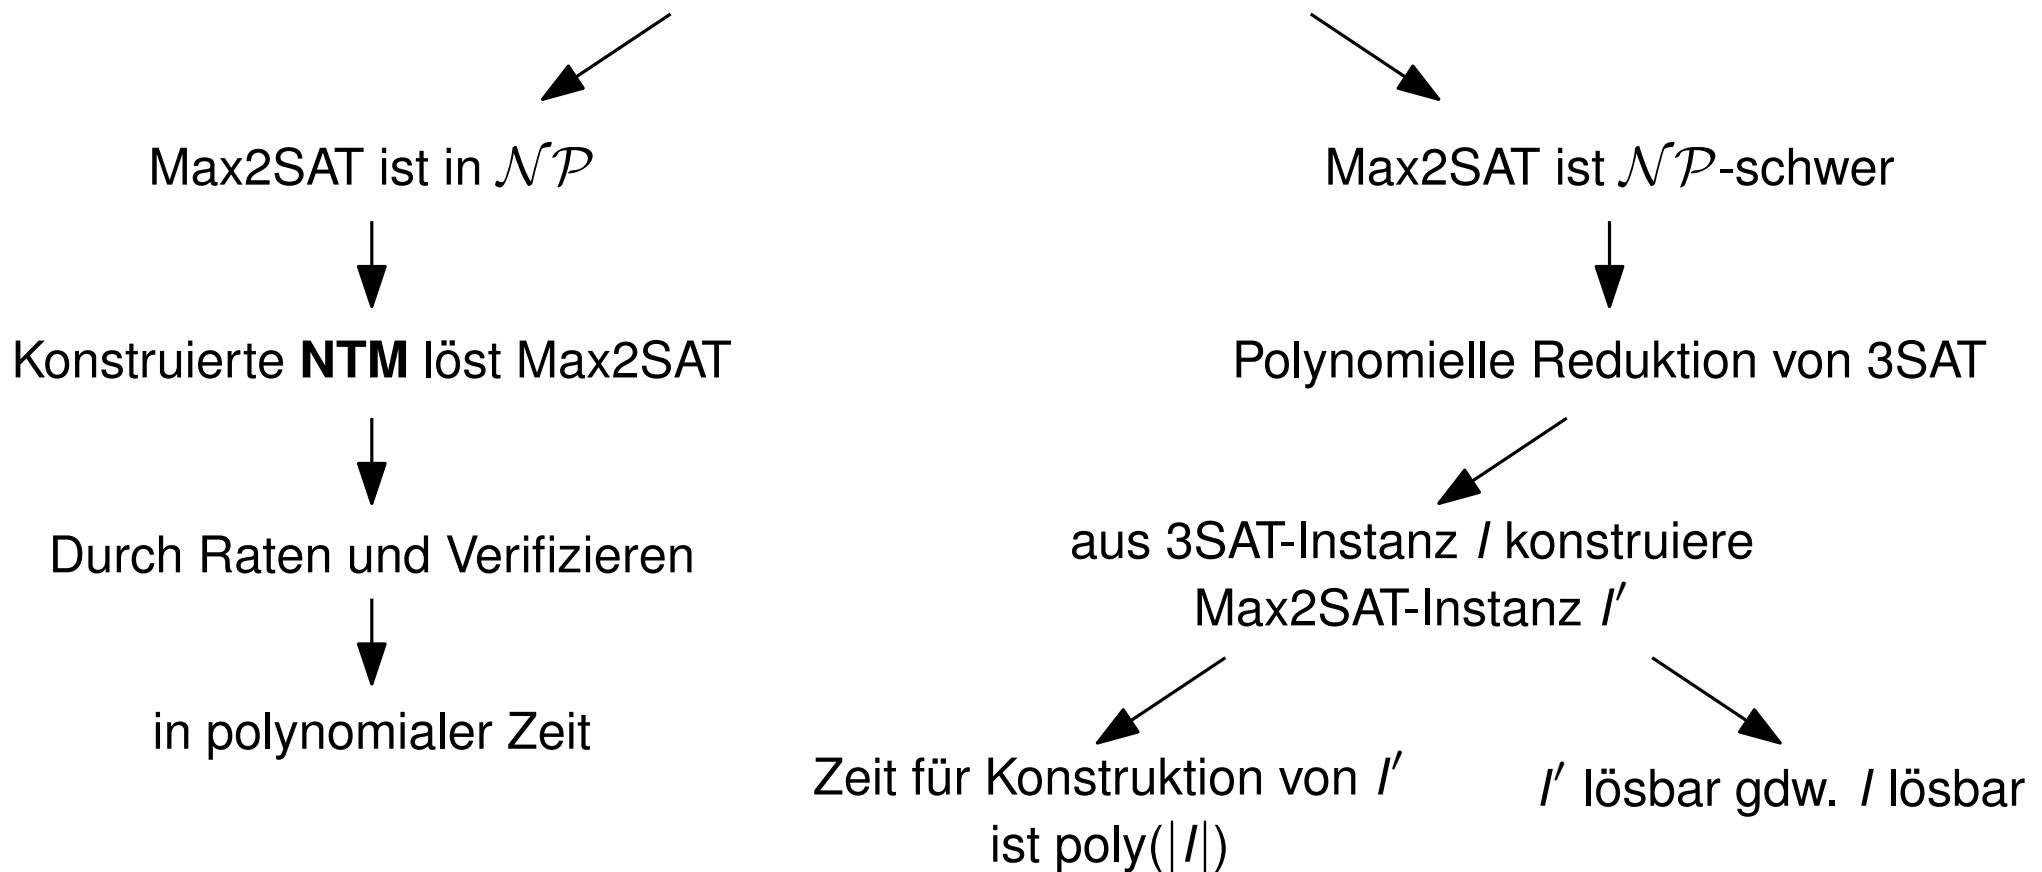 Max2SAT ist in 𝒩𝒫
Max2SAT ist 𝒩𝒫-schwer
Konstruierte NTM löst Max2SAT
Polynomielle Reduktion von 3SAT
Durch Raten und Verifizieren
aus 3SAT-Instanz I konstruiere
Max2SAT-Instanz I′
in polynomialer Zeit
Zeit für Konstruktion von I′
ist poly(|I|)
I′ lösbar gdw. I lösbar